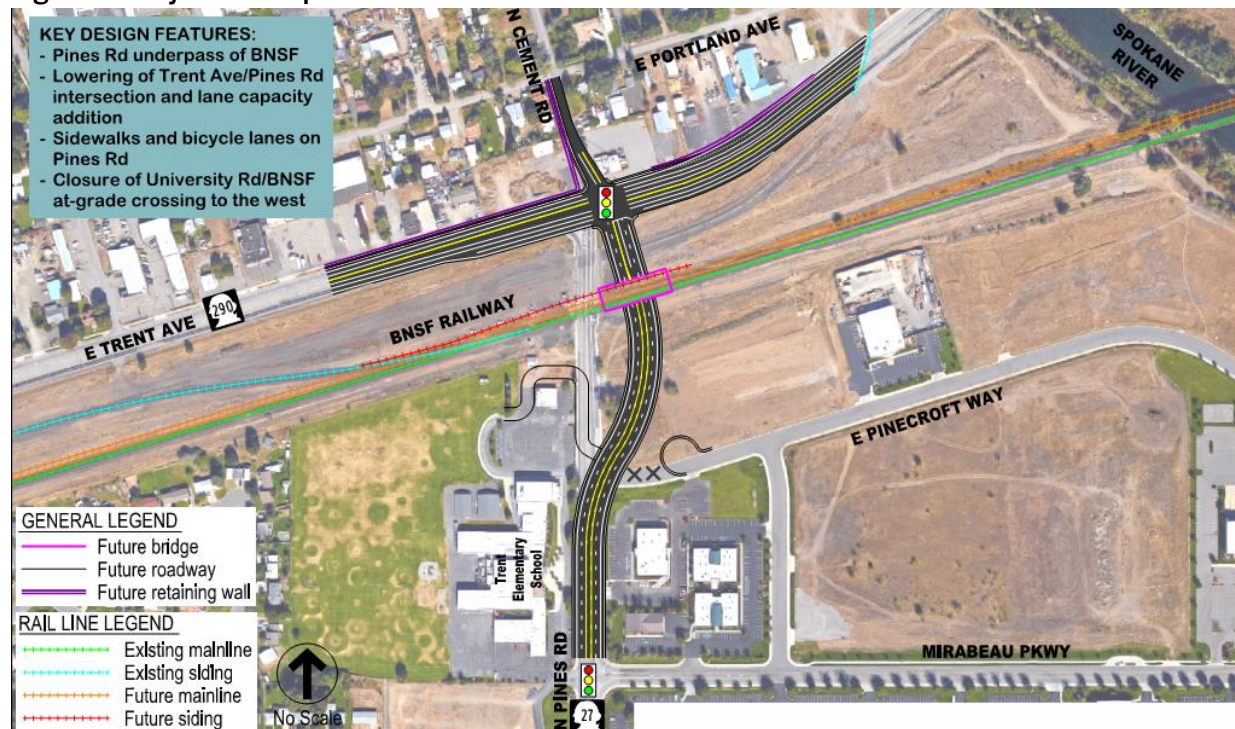 KEY DESIGN FEATURES:
- Pines Rd underpass of BNSF
- Lowering of Trent Ave/Pines Rd
intersection and lane capacity
addition
- Sidewalks and bicycle lanes on
Pines Rd
- Closure of University Rd/BNSF
at-grade crossing to the west
N CEMENT RD
E PORTLAND AVE
SPOKANE
RIVER
E TRENT AVE
290
BNSF RAILWAY
E PINECROFT WAY
Trent
Elementary
School
N PINES RD
27
MIRABEAU PKWY
GENERAL LEGEND
Future bridge
Future roadway
Future retaining wall
RAIL LINE LEGEND
Existing mainline
Existing siding
Future mainline
Future siding
No Scale